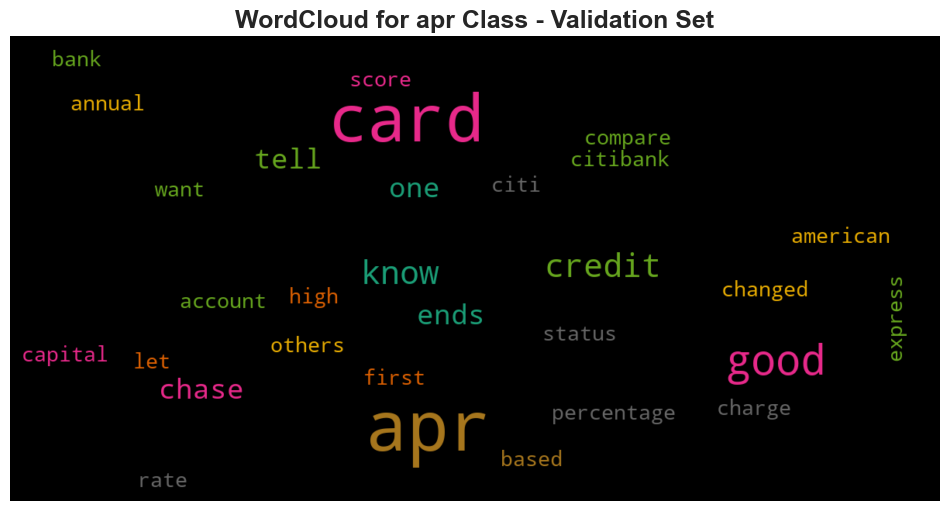 WordCloud for apr Class - Validation Set
bank
score
annual
card
compare
tell
citibank
want
one
citi
american
know
credit
changed
account
high
express
ends
status
others
capital
let
good
first
chase
percentage
charge
apr
based
rate